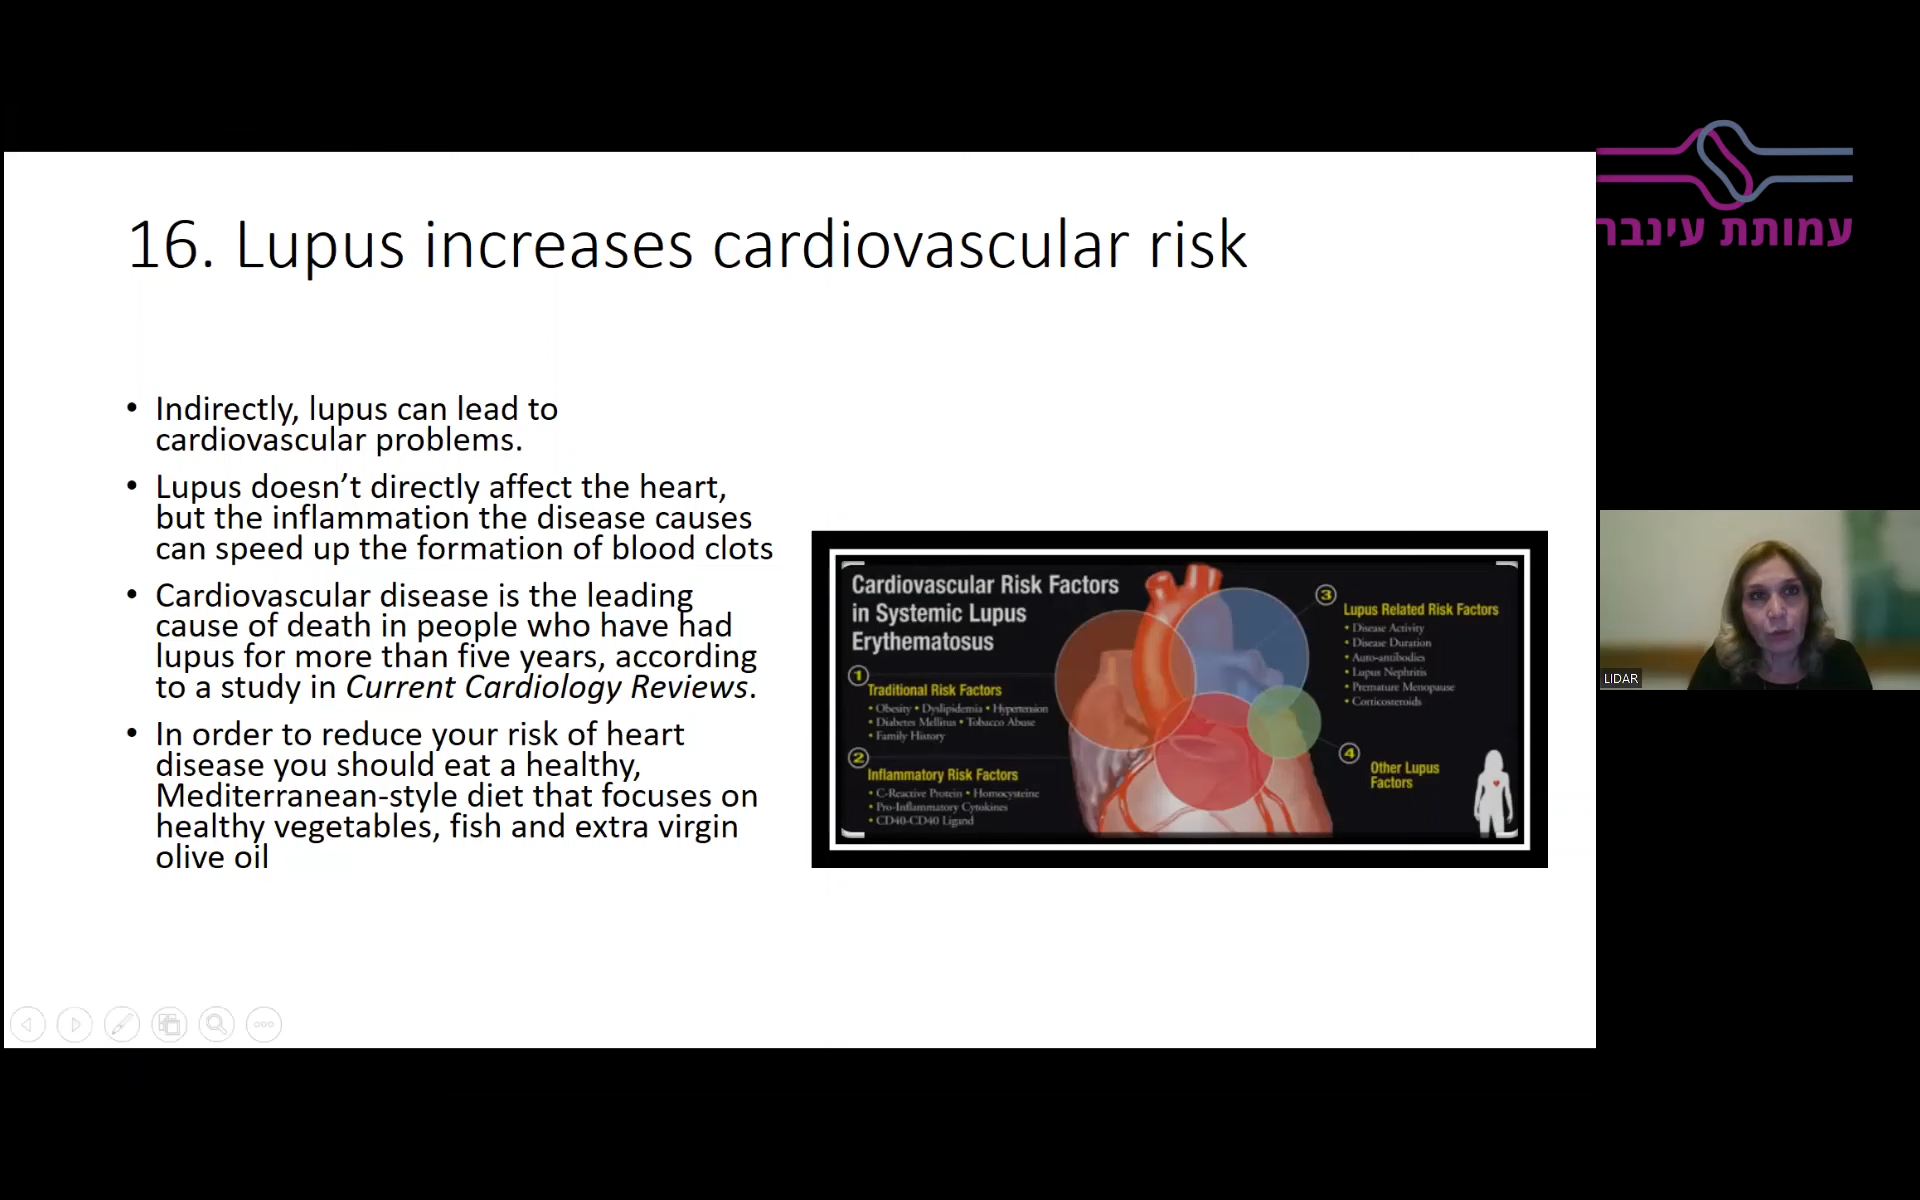 16. Lupus increases cardiovascular risk
• Indirectly, lupus can lead to
cardiovascular problems.
• Lupus doesn’t directly affect the heart,
but the inflammation the disease causes
can speed up the formation of blood clots
• Cardiovascular disease is the leading
cause of death in people who have had
lupus for more than five years, according
to a study in Current Cardiology Reviews.
• In order to reduce your risk of heart
disease you should eat a healthy,
Mediterranean-style diet that focuses on
healthy vegetables, fish and extra virgin
olive oil
Cardiovascular Risk Factors
in Systemic Lupus
Erythematosus
1
Traditional Risk Factors
• Obesity • Dyslipidemia • Hypertension
• Diabetes Mellitus • Tobacco Abuse
• Family History
2
Inflammatory Risk Factors
• C-Reactive Protein • Homocysteine
• Pro-Inflammatory Cytokines
• CD40-CD40 Ligand
3
Lupus Related Risk Factors
• Disease Activity
• Disease Duration
• Auto-antibodies
• Lupus Nephritis
• Premature Menopause
• Corticosteroids
4
Other Lupus
Factors
עמותת עינבר
LIDAR